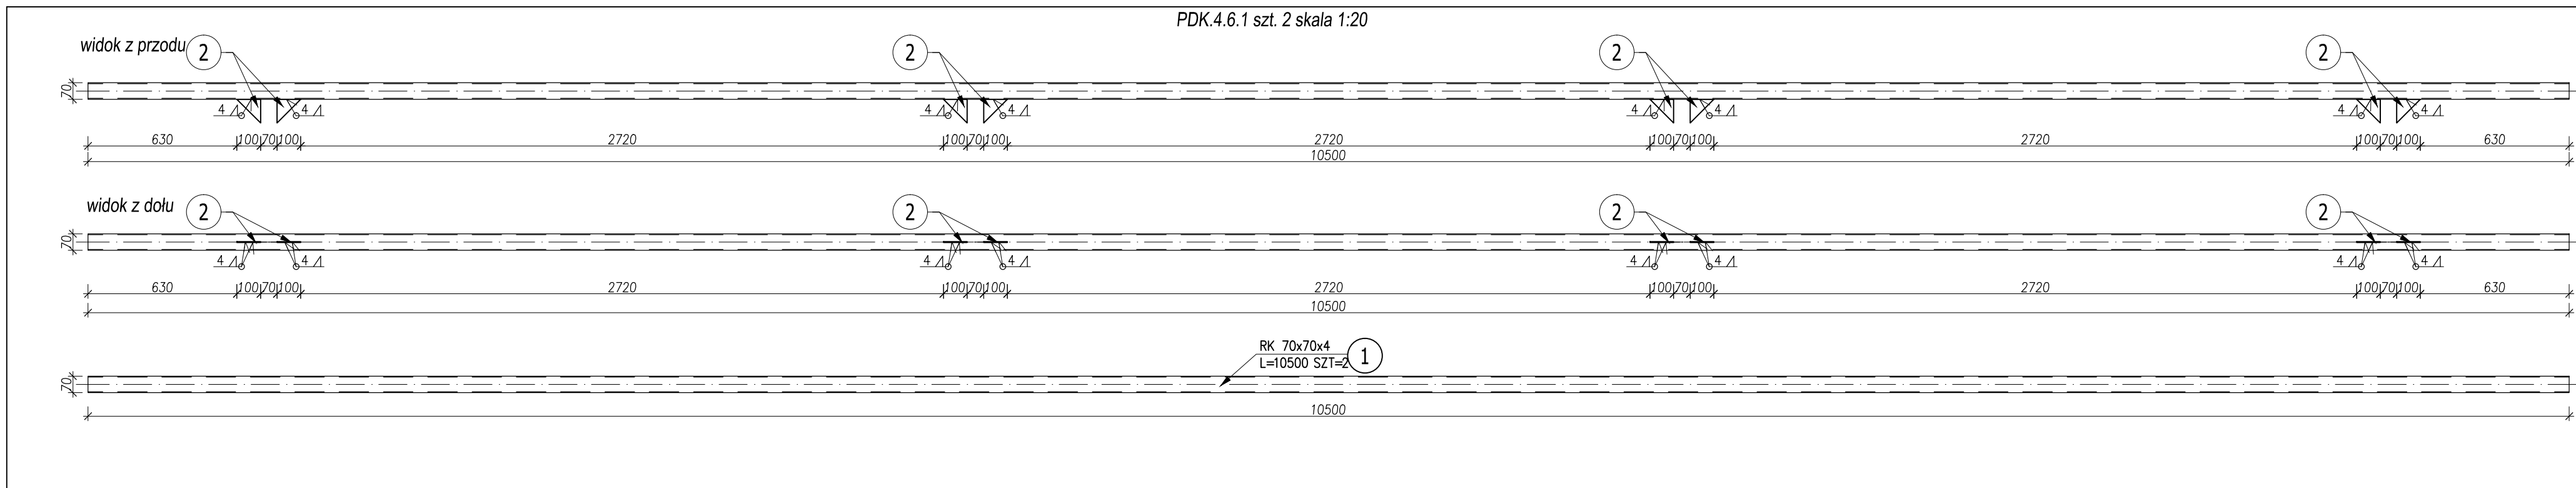 PDK.4.6.1 szt. 2 skala 1:20
widok z przodu
2 2 2 2
70
4 4 4 4 4 4 4 4
630 100 70 100 2720 100 70 100 2720 100 70 100 2720 100 70 100 630
10500
widok z dołu
2 2 2 2
70
4 4 4 4 4 4 4 4
630 100 70 100 2720 100 70 100 2720 100 70 100 2720 100 70 100 630
10500
RK 70x70x4
L=10500 SZT=2
1
70
10500